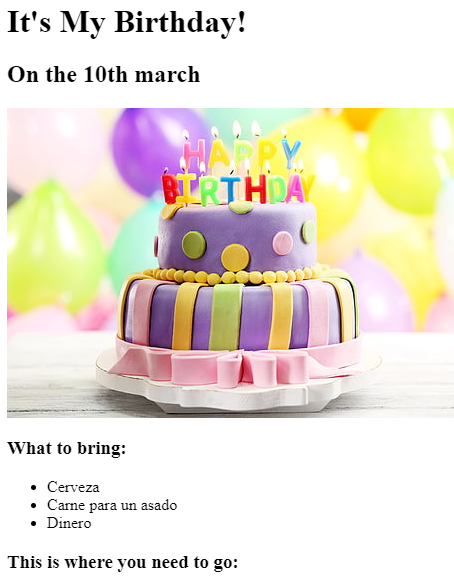 It's My Birthday!
On the 10th march
HAPPY
BIRTHDAY
What to bring:
Cerveza
Carne para un asado
Dinero
This is where you need to go: